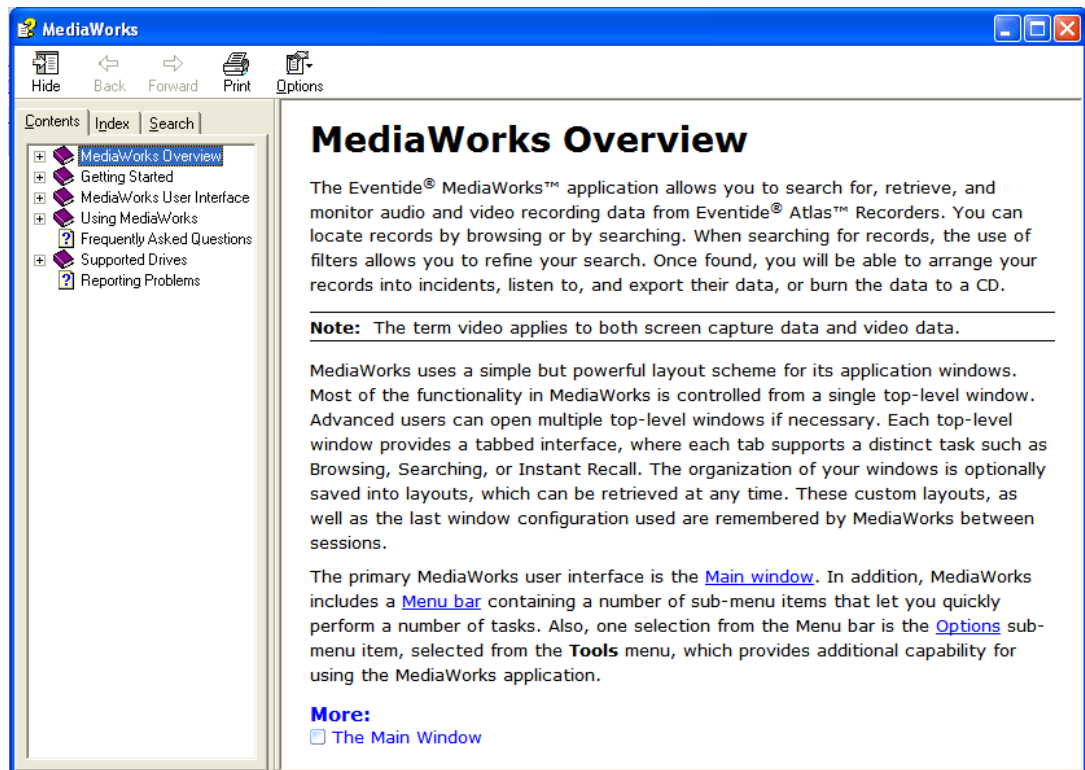 MediaWorks
Hide Back Forward Print Options
Contents Index Search
MediaWorks Overview
Getting Started
MediaWorks User Interface
Using MediaWorks
Frequently Asked Questions
Supported Drives
Reporting Problems
MediaWorks Overview
The Eventide® MediaWorks™ application allows you to search for, retrieve, and
monitor audio and video recording data from Eventide® Atlas™ Recorders. You can
locate records by browsing or by searching. When searching for records, the use of
filters allows you to refine your search. Once found, you will be able to arrange your
records into incidents, listen to, and export their data, or burn the data to a CD.
Note: The term video applies to both screen capture data and video data.
MediaWorks uses a simple but powerful layout scheme for its application windows.
Most of the functionality in MediaWorks is controlled from a single top-level window.
Advanced users can open multiple top-level windows if necessary. Each top-level
window provides a tabbed interface, where each tab supports a distinct task such as
Browsing, Searching, or Instant Recall. The organization of your windows is optionally
saved into layouts, which can be retrieved at any time. These custom layouts, as
well as the last window configuration used are remembered by MediaWorks between
sessions.
The primary MediaWorks user interface is the Main window. In addition, MediaWorks
includes a Menu bar containing a number of sub-menu items that let you quickly
perform a number of tasks. Also, one selection from the Menu bar is the Options sub-
menu item, selected from the Tools menu, which provides additional capability for
using the MediaWorks application.
More:
The Main Window